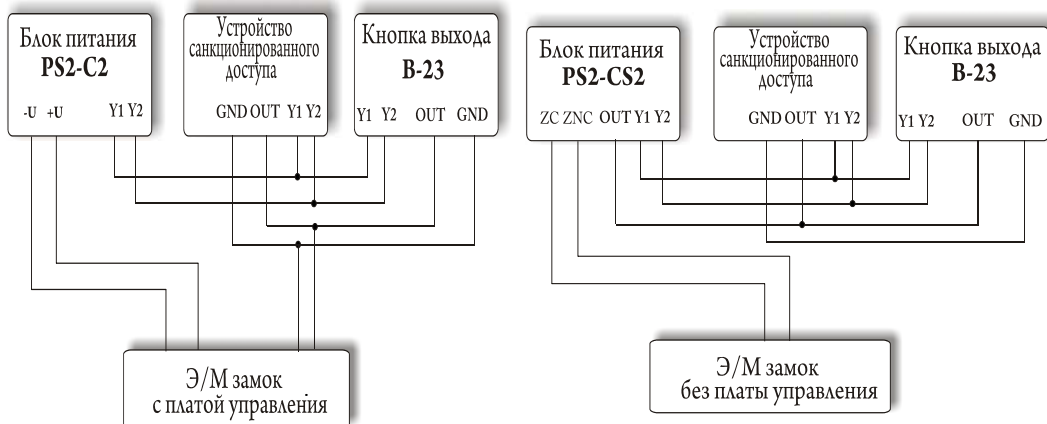 Блок питания
PS2-C2
-U +U Y1 Y2
Устройство
санкционированного
доступа
GND OUT Y1 Y2
Кнопка выхода
B-23
Y1 Y2 OUT GND
Э/М замок
с платой управления
Блок питания
PS2-CS2
ZC ZNC OUT Y1 Y2
Устройство
санкционированного
доступа
GND OUT Y1 Y2
Кнопка выхода
B-23
Y1 Y2 OUT GND
Э/М замок
без платы управления